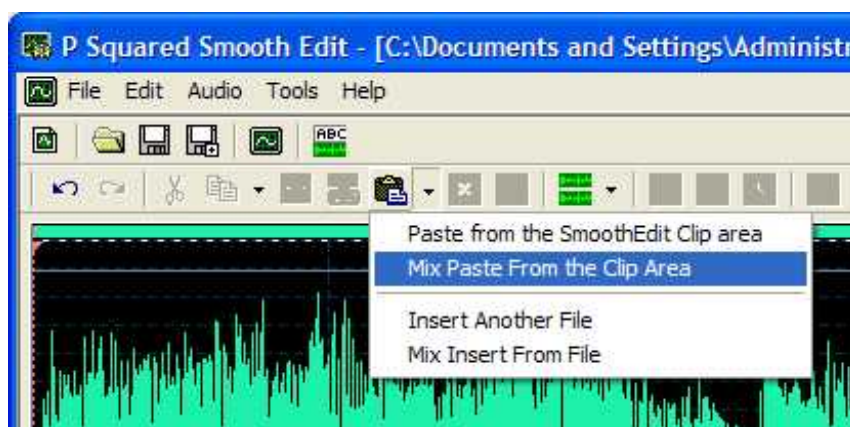 P Squared Smooth Edit - [C:\Documents and Settings\Administr
File Edit Audio Tools Help
ABC
Paste from the SmoothEdit Clip area
Mix Paste From the Clip Area
Insert Another File
Mix Insert From File